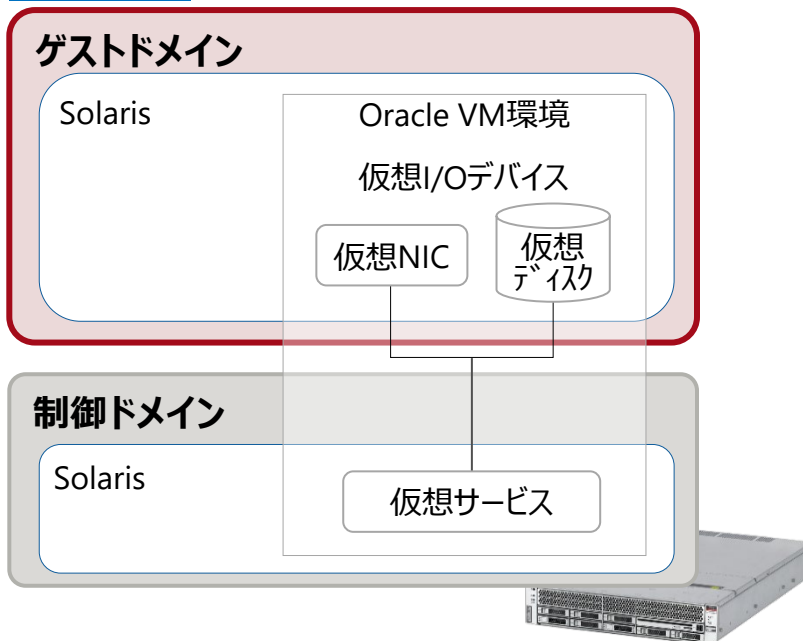 ゲストドメイン
Solaris
Oracle VM環境
仮想I/Oデバイス
仮想NIC
仮想
ディスク
制御ドメイン
Solaris
仮想サービス